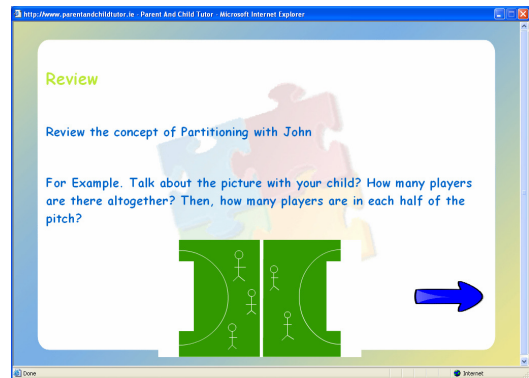 http://www.parentandchildtutor.ie - Parent And Child Tutor - Microsoft Internet Explorer
Review
Review the concept of Partitioning with John
For Example. Talk about the picture with your child? How many players
are there altogether? Then, how many players are in each half of the
pitch?
Done
Internet